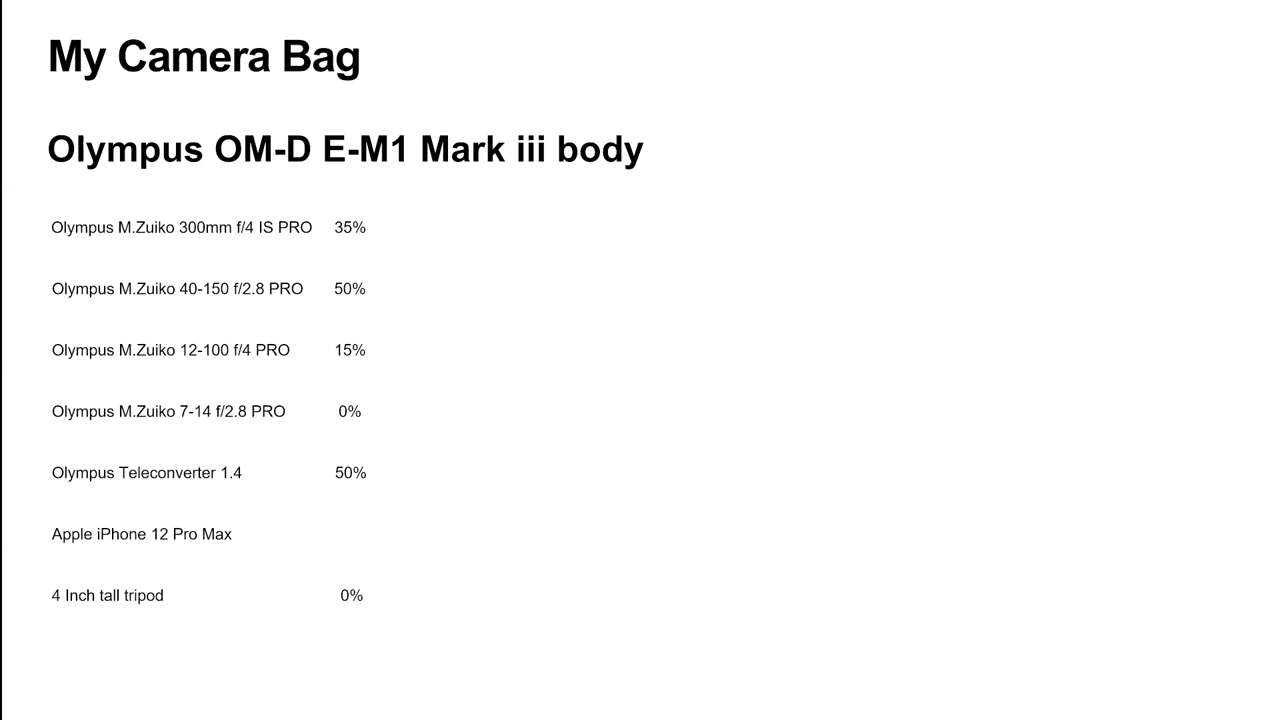 My Camera Bag
Olympus OM-D E-M1 Mark iii body
Olympus M.Zuiko 300mm f/4 IS PRO 35%
Olympus M.Zuiko 40-150 f/2.8 PRO 50%
Olympus M.Zuiko 12-100 f/4 PRO 15%
Olympus M.Zuiko 7-14 f/2.8 PRO 0%
Olympus Teleconverter 1.4 50%
Apple iPhone 12 Pro Max
4 Inch tall tripod 0%